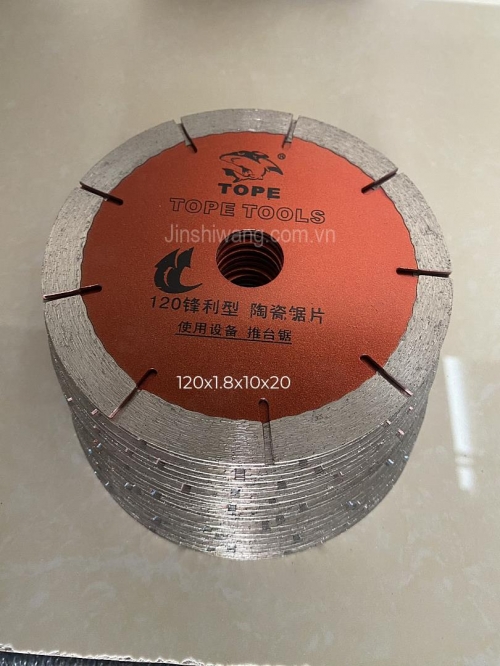 ®
TOPE
TOPE TOOLS
Jinshiwang.com.vn
120锋利型 陶瓷锯片
使用设备 推台锯
120x1.8x10x20